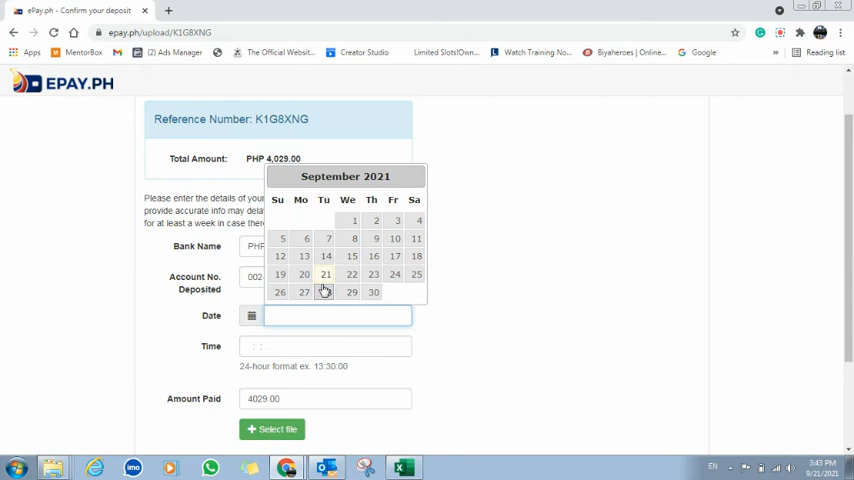 ePay.ph - Confirm your deposit
epay.ph/upload/K1G8XNG
Apps MentorBox (2) Ads Manager The Official Websit... Creator Studio Limited Slots!Ow... Watch Training No... Biyaheroes | Online... Google Reading list
EPAY.PH
Reference Number: K1G8XNG
Total Amount: PHP 4,029.00
Please enter the details of your
provide accurate info may delay
for at least a week in case there
September 2021
Su Mo Tu We Th Fr Sa
1 2 3 4
5 6 7 8 9 10 11
12 13 14 15 16 17 18
19 20 21 22 23 24 25
26 27 29 30
Bank Name PHP
Account No. 002-
Deposited
Date
Time : :
24-hour format ex. 13:30:00
Amount Paid 4029.00
+ Select file
imo
EN 3:43 PM
9/21/2021